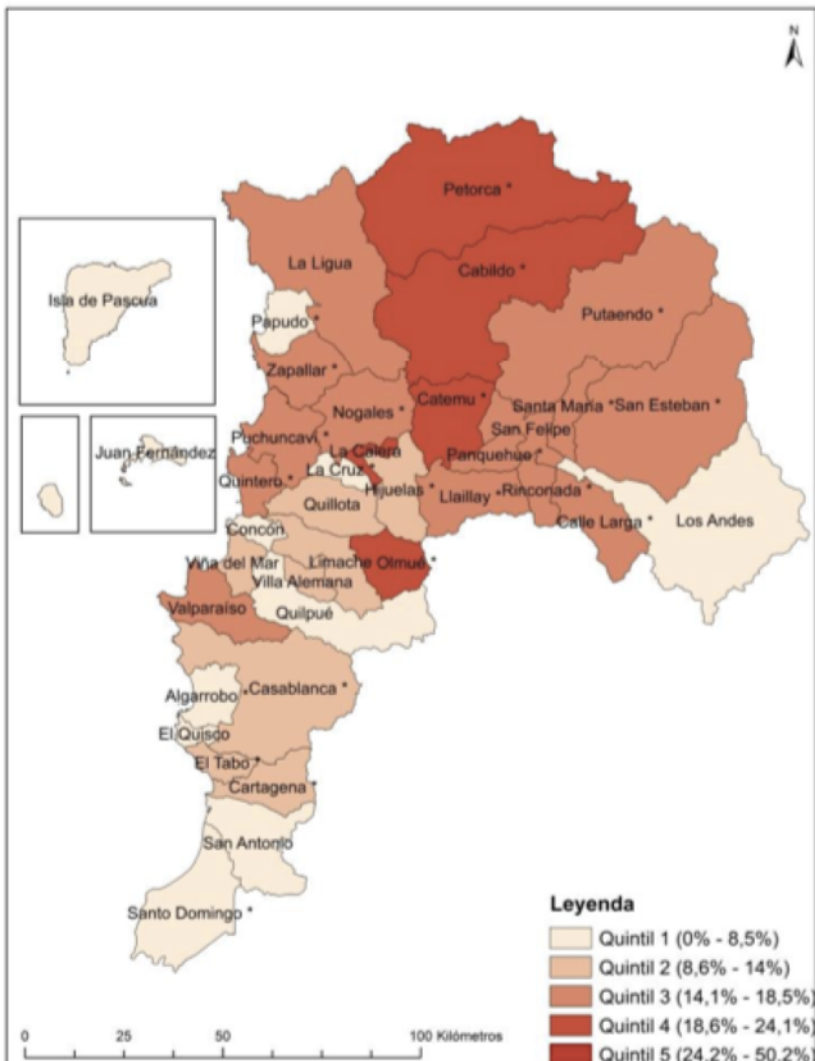 N
Petorca *
La Ligua
Cabildo *
Isla de Pascua
Papudo *
Putaendo *
Zapallar *
Catemu *
Nogales *
Santa Maria *
San Esteban *
San Felipe
Puchuncaví *
La Calera
Juan Fernández
Panquehue *
La Cruz *
Quintero *
Hijuelas *
Llaillay *
Rinconada *
Quillota
Calle Larga *
Los Andes
Concón
Viña del Mar
Limache
Olmué *
Villa Alemana
Valparaíso
Quilpué
Algarrobo *
Casablanca *
El Quisco
El Tabo *
Cartagena *
San Antonio
Santo Domingo *
Leyenda
Quintil 1 (0% - 8,5%)
Quintil 2 (8,6% - 14%)
Quintil 3 (14,1% - 18,5%)
Quintil 4 (18,6% - 24,1%)
Quintil 5 (24,2% - 50,2%)
0 25 50 100 Kilómetros